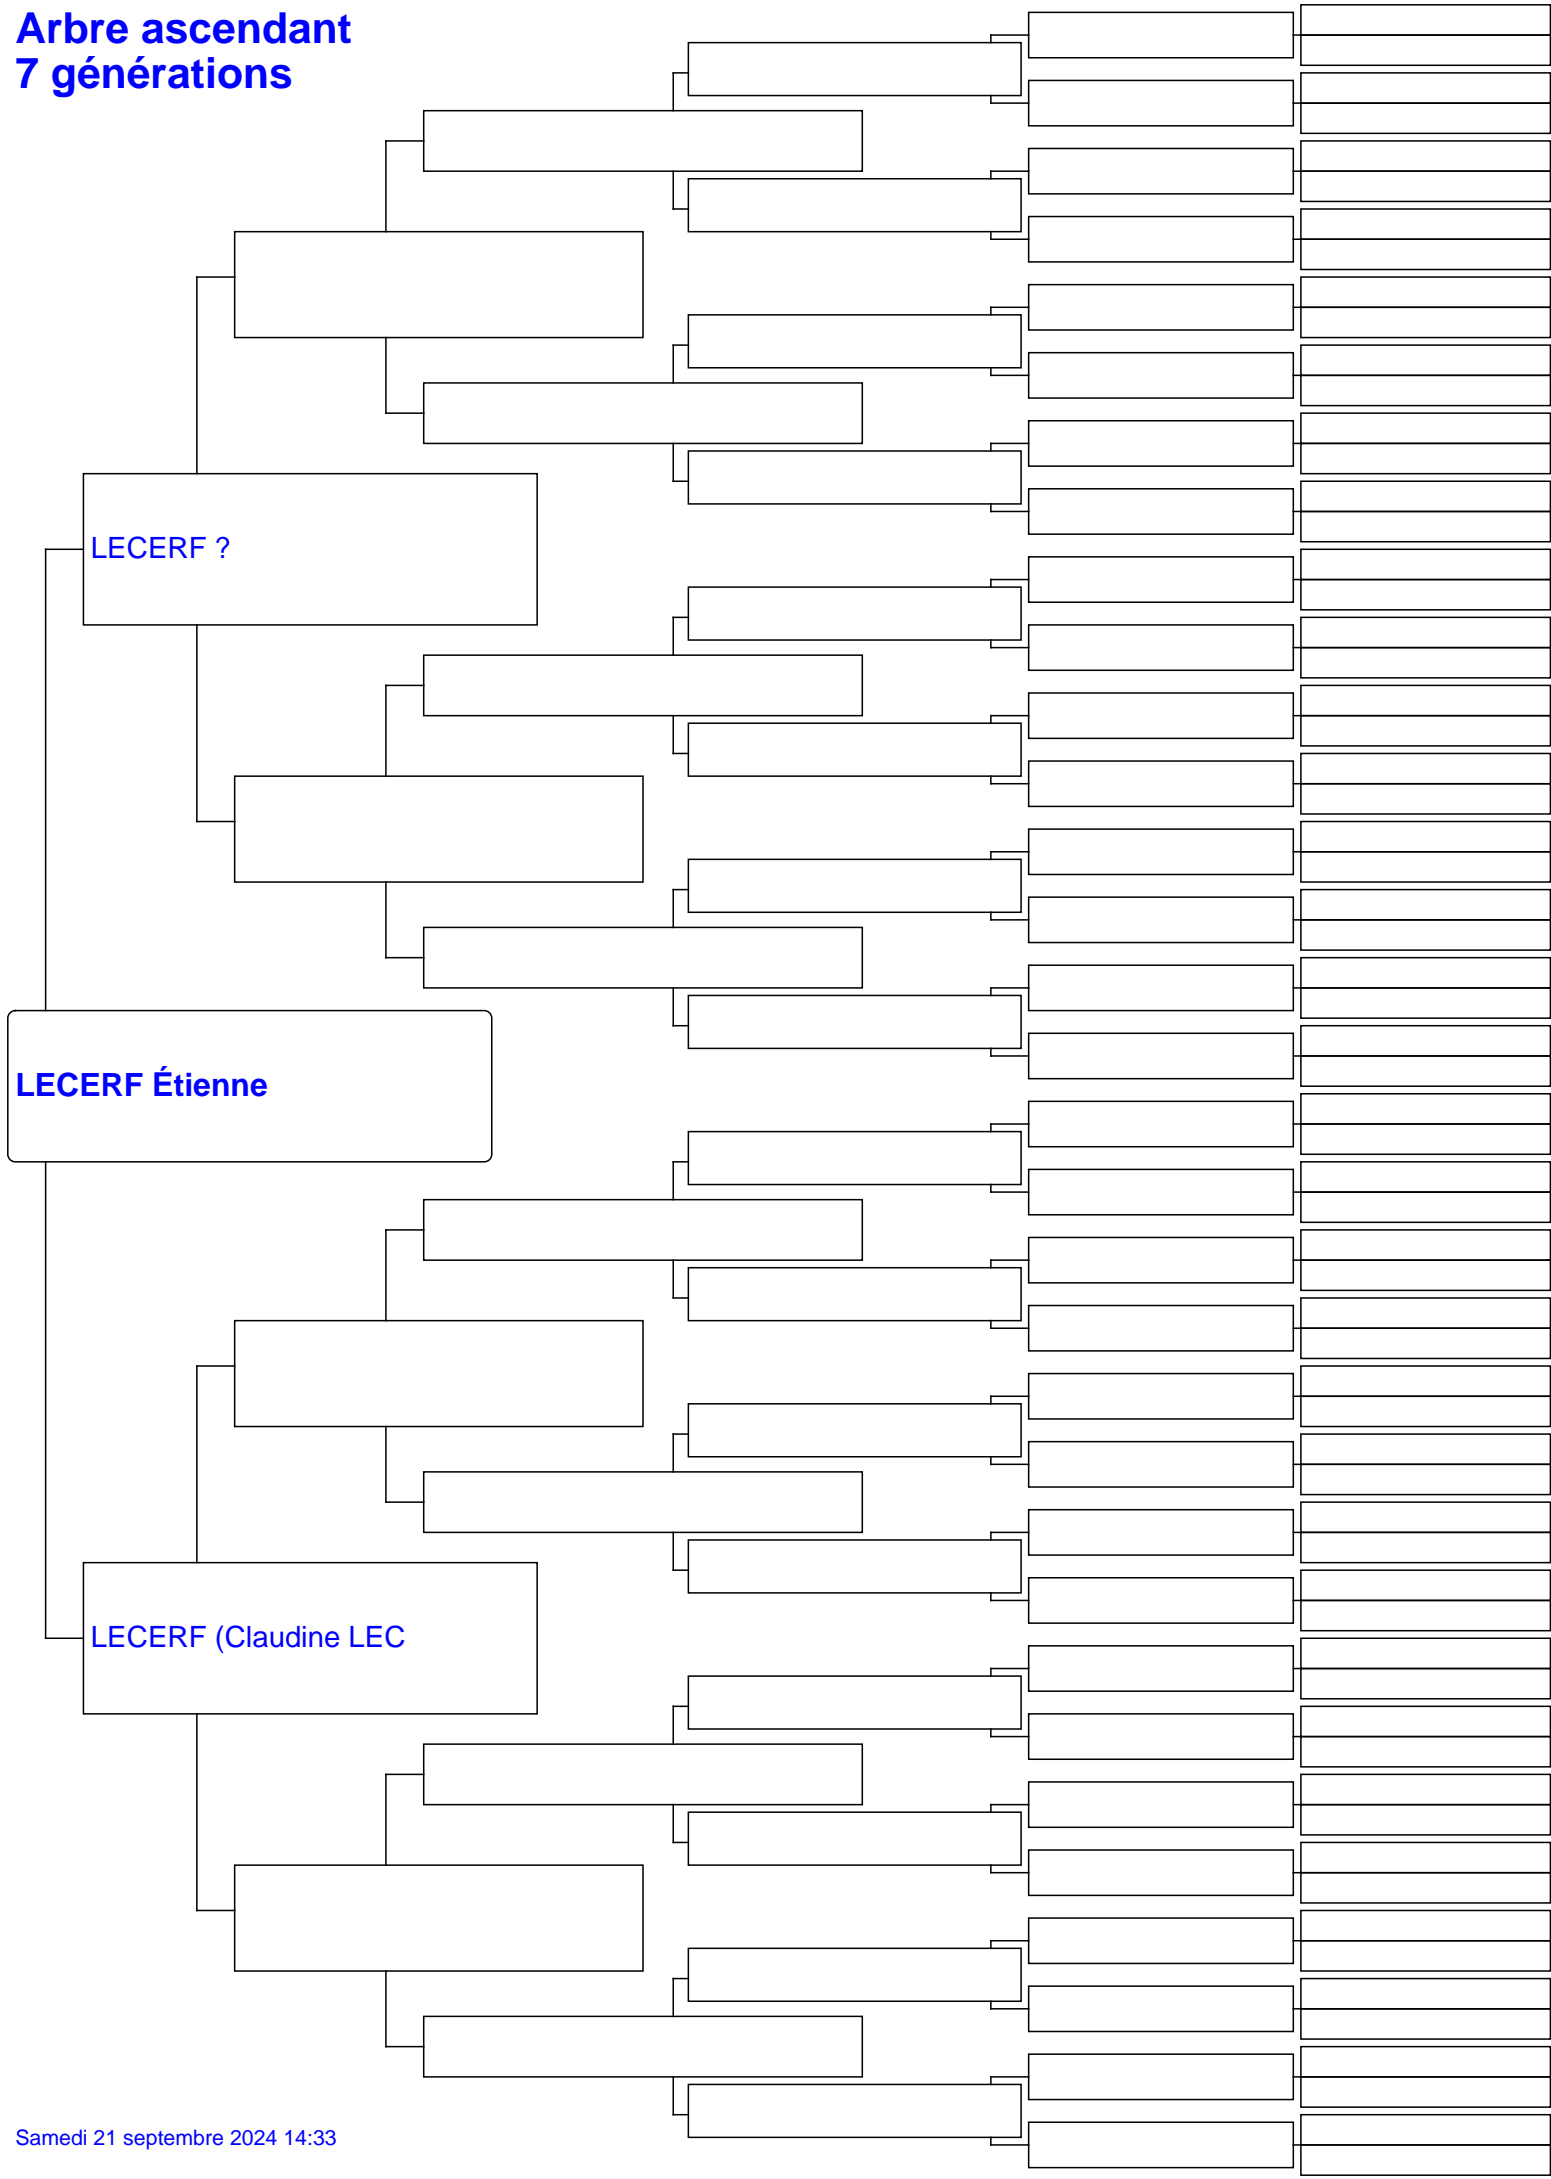 Arbre ascendant
7 générations
LECERF ?
LECERF Étienne
LECERF (Claudine LEC
Samedi 21 septembre 2024 14:33